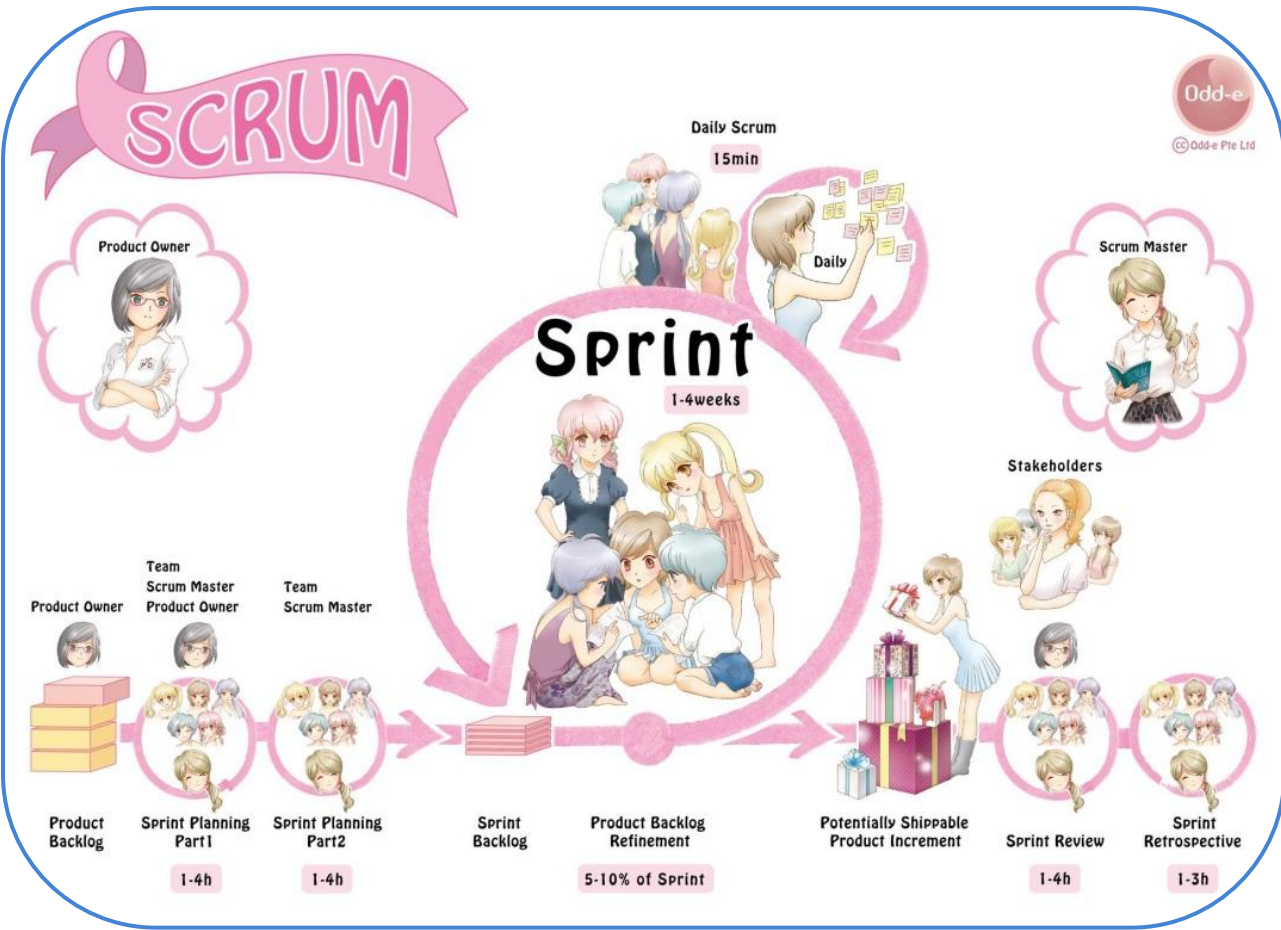 SCRUM
Odd-e
(cc) Odd-e Pte Ltd
Daily Scrum
15min
Daily
Product Owner
Scrum Master
Sprint
1-4weeks
Stakeholders
Product Owner
Team
Scrum Master
Product Owner
Team
Scrum Master
Product
Backlog
Sprint Planning
Part1
1-4h
Sprint Planning
Part2
1-4h
Sprint
Backlog
Product Backlog
Refinement
5-10% of Sprint
Potentially Shippable
Product Increment
Sprint Review
1-4h
Sprint
Retrospective
1-3h